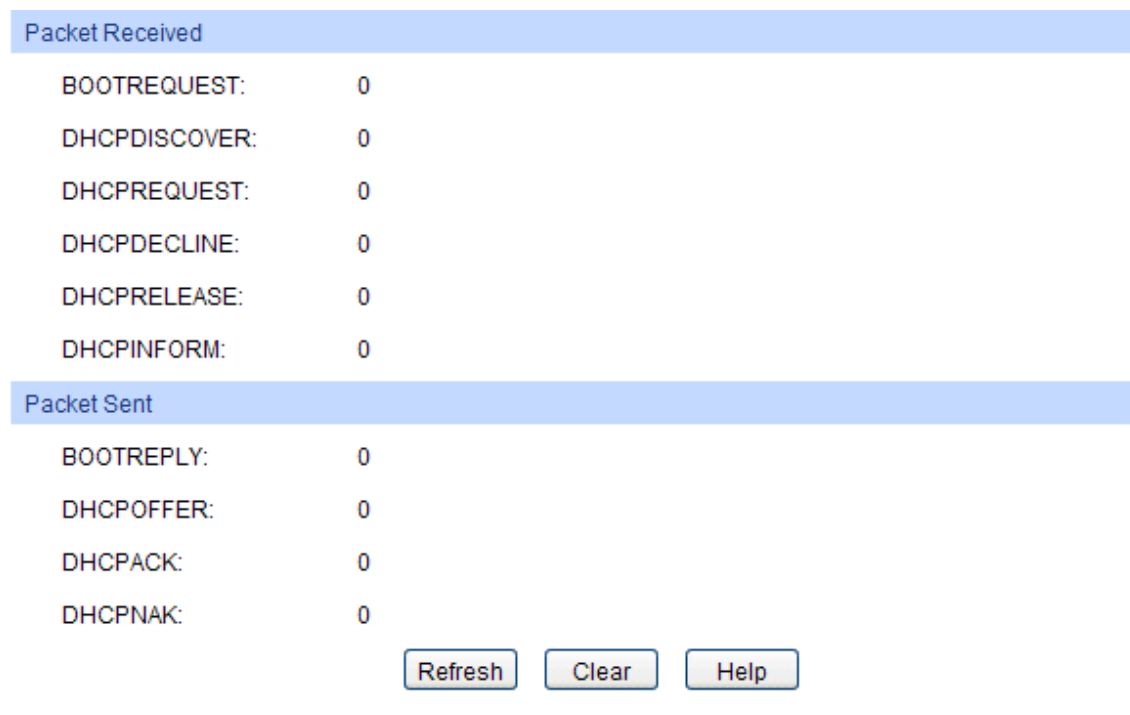 Packet Received
BOOTREQUEST: 0
DHCPDISCOVER: 0
DHCPREQUEST: 0
DHCPDECLINE: 0
DHCPRELEASE: 0
DHCPINFORM: 0
Packet Sent
BOOTREPLY: 0
DHCPOFFER: 0
DHCPACK: 0
DHCPNAK: 0
Refresh Clear Help